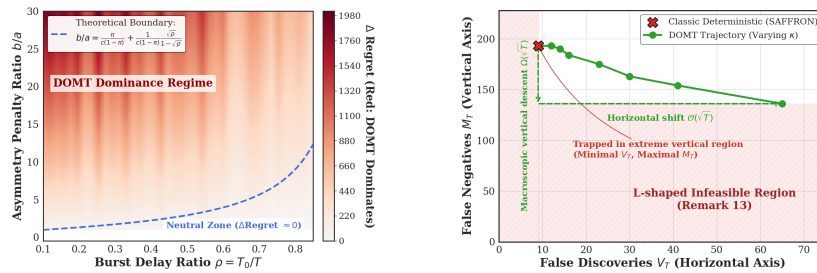 Theoretical Boundary:
b/a = π/c(1−π) + 1/c(1−π) √ρ/1−√ρ
DOMT Dominance Regime
Neutral Zone (ΔRegret ≈ 0)
30
25
20
15
10
5
1
0.1 0.2 0.3 0.4 0.5 0.6 0.7 0.8
Asymmetry Penalty Ratio b/a
Burst Delay Ratio ρ = T₀/T
1980
1760
1540
1320
1100
880
660
440
220
0
Δ Regret (Red: DOMT Dominates)
Classic Deterministic (SAFFRON)
DOMT Trajectory (Varying κ)
Macroscopic vertical descent Ω(√T)
Horizontal shift 𝒪(√T)
Trapped in extreme vertical region
(Minimal V_T, Maximal M_T)
L-shaped Infeasible Region
(Remark 13)
200
150
100
50
0
0 10 20 30 40 50 60 70
False Negatives M_T (Vertical Axis)
False Discoveries V_T (Horizontal Axis)